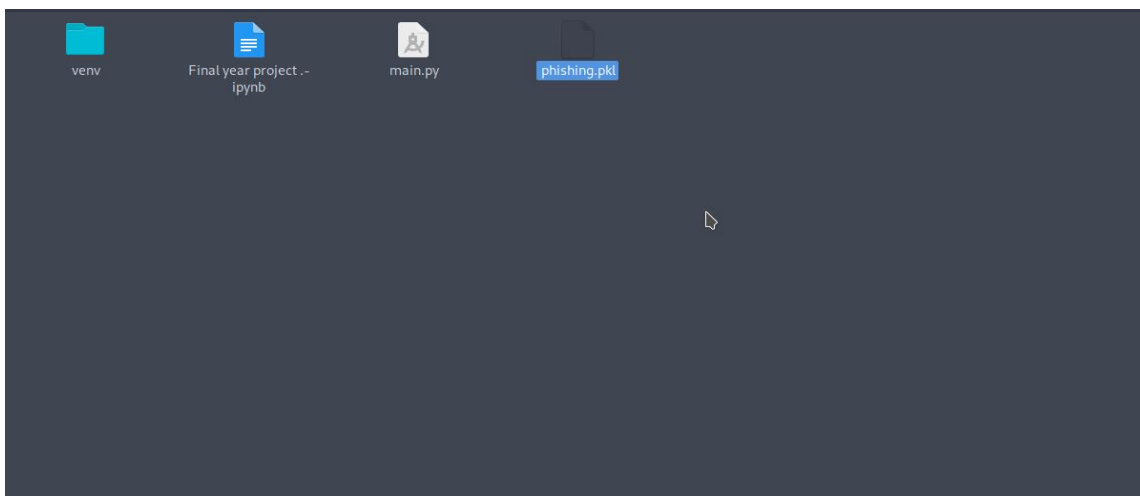 venv
Final year project .-
ipynb
main.py
phishing.pkl